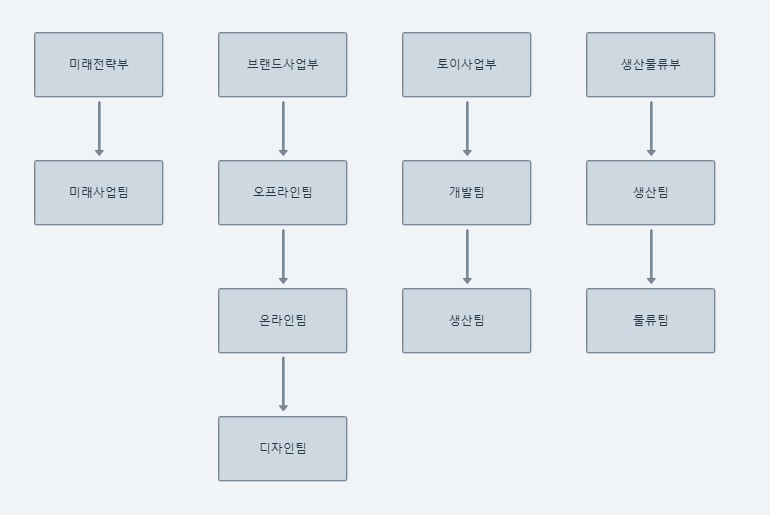 미래전략부
브랜드사업부
토이사업부
생산물류부
미래사업팀
오프라인팀
개발팀
생산팀
온라인팀
생산팀
물류팀
디자인팀